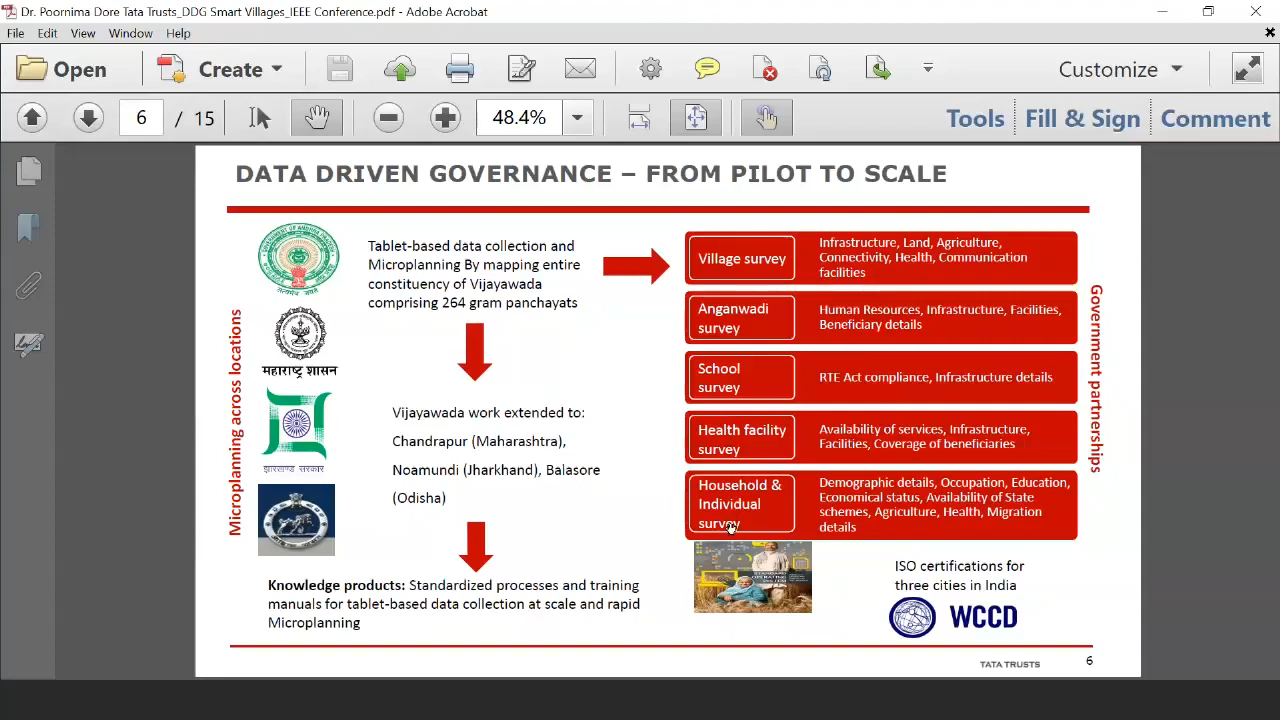 Dr. Poornima Dore Tata Trusts_DDG Smart Villages_IEEE Conference.pdf - Adobe Acrobat
File Edit View Window Help
Open Create Customize
6 / 15 48.4% Tools Fill & Sign Comment
DATA DRIVEN GOVERNANCE – FROM PILOT TO SCALE
Microplanning across locations
महाराष्ट्र शासन
झारखण्ड सरकार
Tablet-based data collection and
Microplanning By mapping entire
constituency of Vijayawada
comprising 264 gram panchayats
Vijayawada work extended to:
Chandrapur (Maharashtra),
Noamundi (Jharkhand), Balasore
(Odisha)
Knowledge products: Standardized processes and training
manuals for tablet-based data collection at scale and rapid
Microplanning
Village survey
Infrastructure, Land, Agriculture,
Connectivity, Health, Communication
facilities
Anganwadi
survey
Human Resources, Infrastructure, Facilities,
Beneficiary details
School
survey
RTE Act compliance, Infrastructure details
Health facility
survey
Availability of services, Infrastructure,
Facilities, Coverage of beneficiaries
Household &
Individual
survey
Demographic details, Occupation, Education,
Economical status, Availability of State
schemes, Agriculture, Health, Migration
details
Government partnerships
STANDARD
OPERATING
SYSTEM
ISO certifications for
three cities in India
WCCD
TATA TRUSTS
6